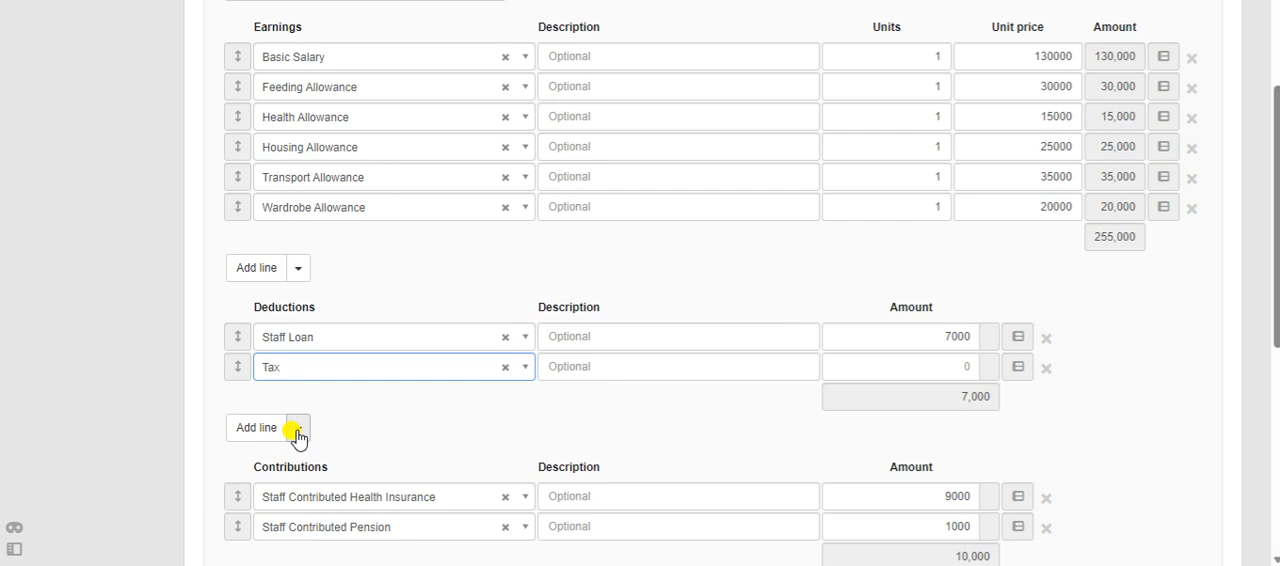 Earnings Description Units Unit price Amount
Basic Salary Optional 1 130000 130,000
Feeding Allowance Optional 1 30000 30,000
Health Allowance Optional 1 15000 15,000
Housing Allowance Optional 1 25000 25,000
Transport Allowance Optional 1 35000 35,000
Wardrobe Allowance Optional 1 20000 20,000
255,000
Add line
Deductions Description Amount
Staff Loan Optional 7000
Tax Optional 0
7,000
Add line
Contributions Description Amount
Staff Contributed Health Insurance Optional 9000
Staff Contributed Pension Optional 1000
10,000